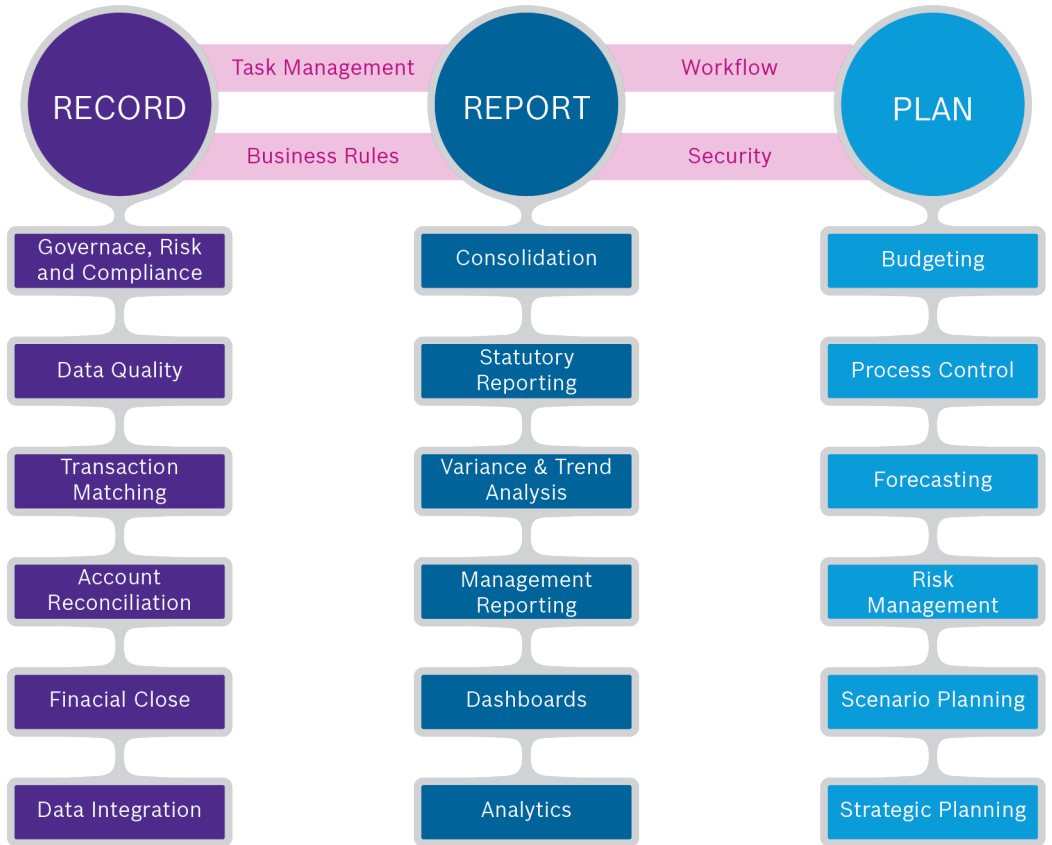 RECORD
Task Management
Business Rules
REPORT
Workflow
Security
PLAN
Governace, Risk
and Compliance
Data Quality
Transaction
Matching
Account
Reconciliation
Finacial Close
Data Integration
Consolidation
Statutory
Reporting
Variance & Trend
Analysis
Management
Reporting
Dashboards
Analytics
Budgeting
Process Control
Forecasting
Risk
Management
Scenario Planning
Strategic Planning